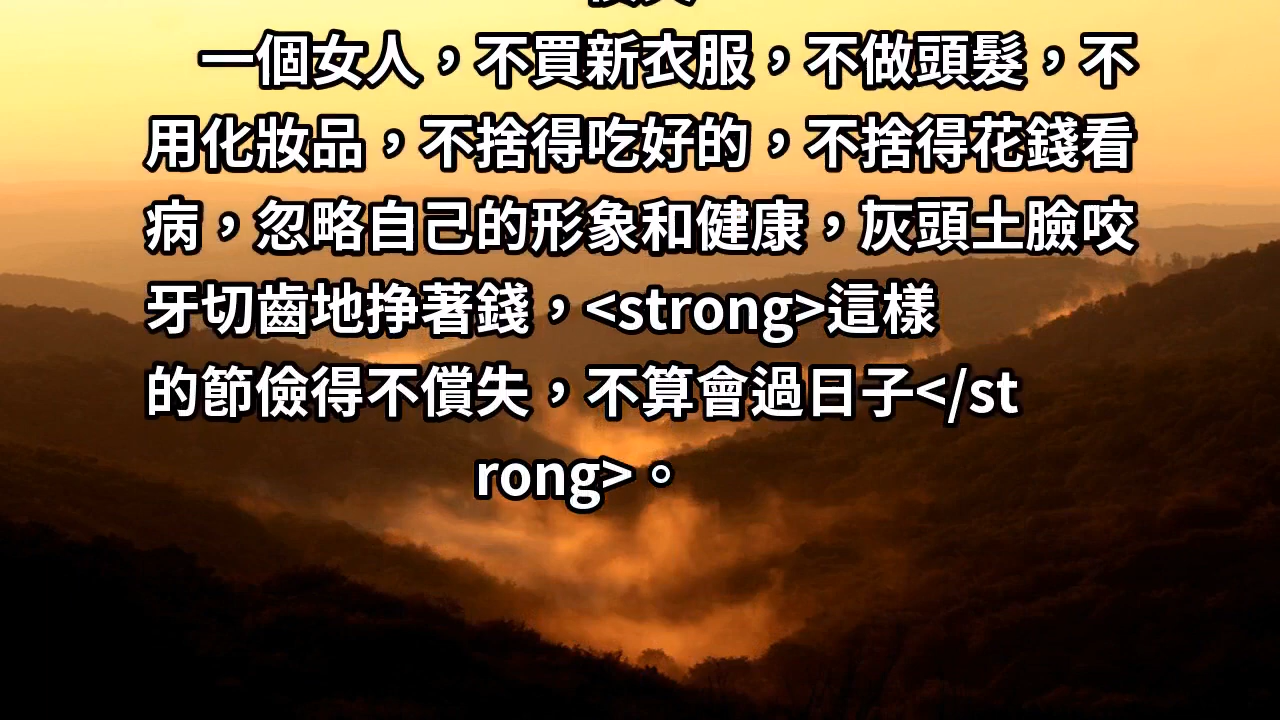 一個女人，不買新衣服，不做頭髮，不
用化妝品，不捨得吃好的，不捨得花錢看
病，忽略自己的形象和健康，灰頭土臉咬
牙切齒地掙著錢，<strong>這樣
的節儉得不償失，不算會過日子</st
rong>。